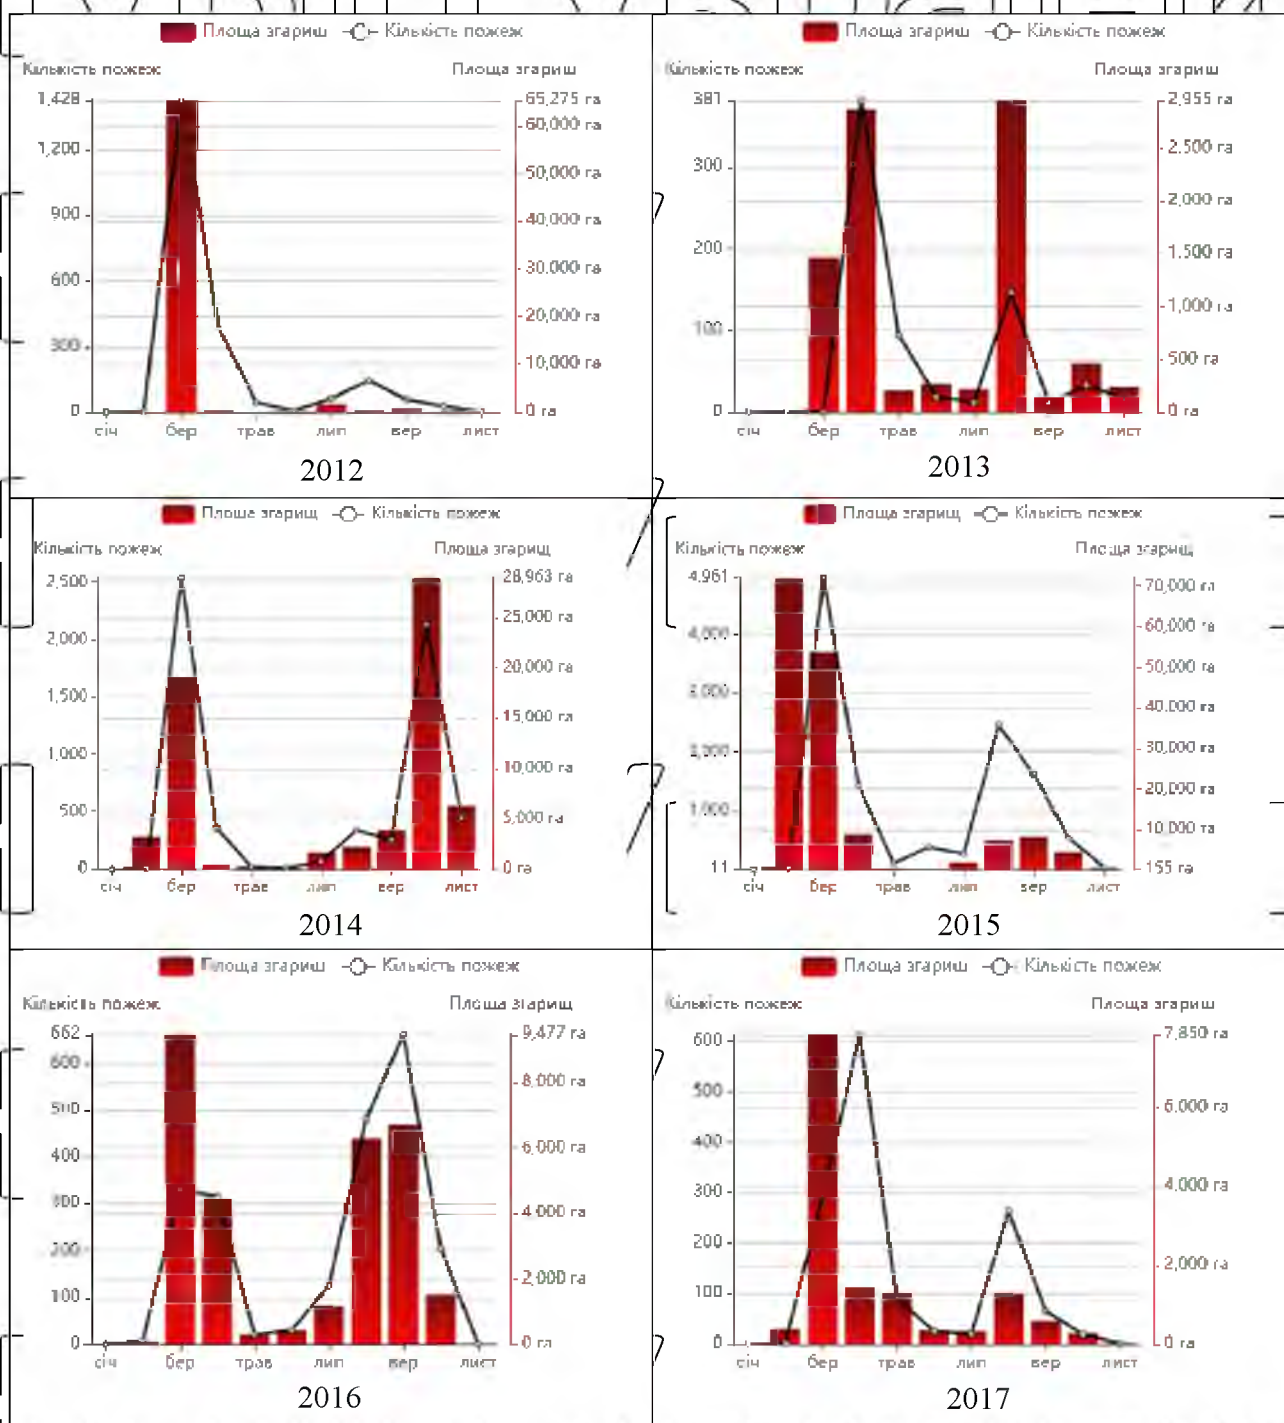 Площа згариш Кількість пожеж
Кількість пожеж Площа згариш
1,428 65,275 га
60,000 га
1,200
50,000 га
900 40,000 га
30,000 га
600
20,000 га
300
10,000 га
0 0 га
січ бер трав лип вер лист
2012
Площа згариш Кількість пожеж
Кількість пожеж Площа згариш
381 2,955 га
2,500 га
300
2,000 га
200 1,500 га
1,000 га
100
500 га
0 0 га
січ бер трав лип вер лист
2013
Площа згарищ Кількість пожеж
Кількість пожеж Площа згарищ
2,500 28,963 га
25,000 га
2,000
20,000 га
1,500
15,000 га
1,000
10,000 га
500 5,000 га
0 0 га
січ бер трав лип вер лист
2014
Площа згарищ Кількість пожеж
Кількість пожеж Площа згарищ
4,961 70,000 га
4,000 60,000 га
50,000 га
3,000 40,000 га
30,000 га
2,000
20,000 га
1,000
10,000 га
11 155 га
січ бер трав лип вер лист
2015
Площа згариш Кількість пожеж
Кількість пожеж Площа згарищ
662 9,477 га
600
8,000 га
500
400 6,000 га
300
4,000 га
200
2,000 га
100
0 0 га
січ бер трав лип вер лист
2016
Площа згариш Кількість пожеж
Кількість пожеж Площа згариш
600 7,850 га
500
6,000 га
400
300 4,000 га
200
2,000 га
100
0 0 га
січ бер трав лип вер лист
2017